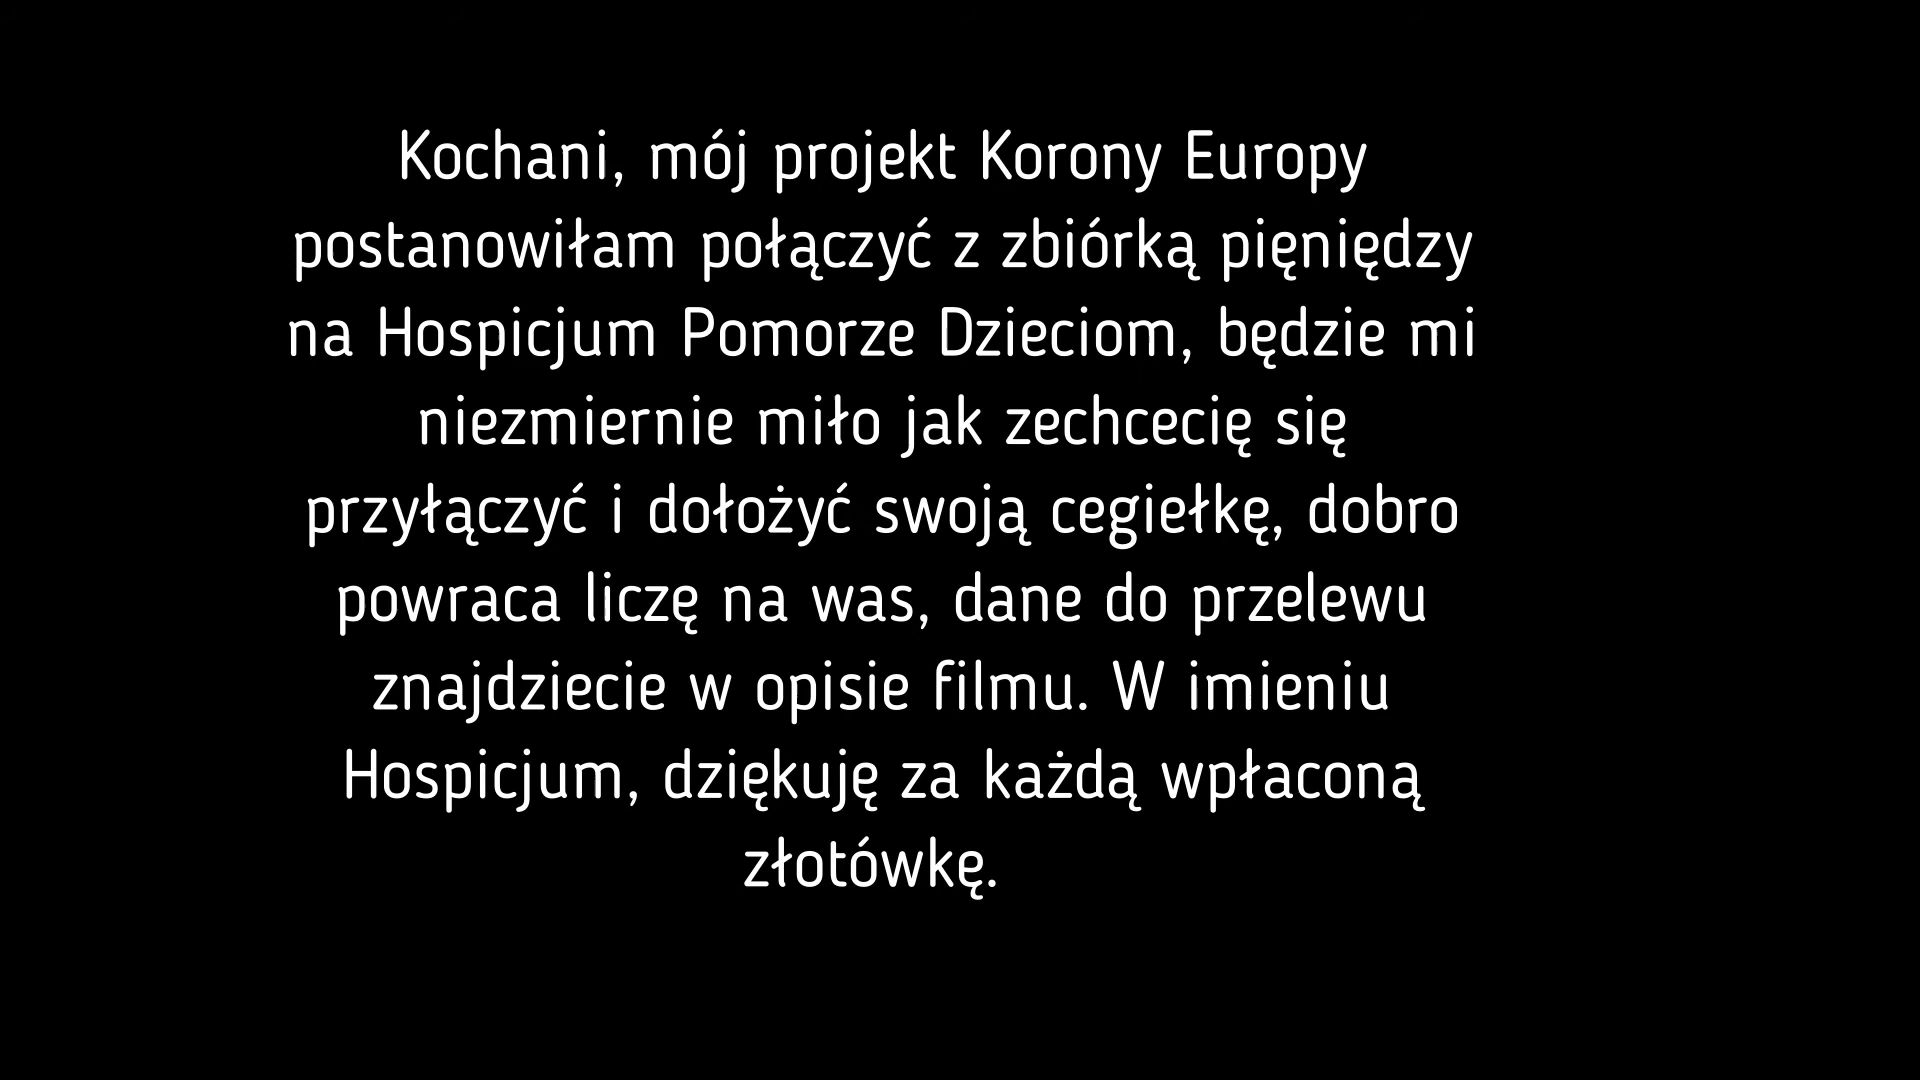 Kochani, mój projekt Korony Europy
postanowiłam połączyć z zbiórką pięniędzy
na Hospicjum Pomorze Dzieciom, będzie mi
niezmiernie miło jak zechcecię się
przyłączyć i dołożyć swoją cegiełkę, dobro
powraca liczę na was, dane do przelewu
znajdziecie w opisie filmu. W imieniu
Hospicjum, dziękuję za każdą wpłaconą
złotówkę.